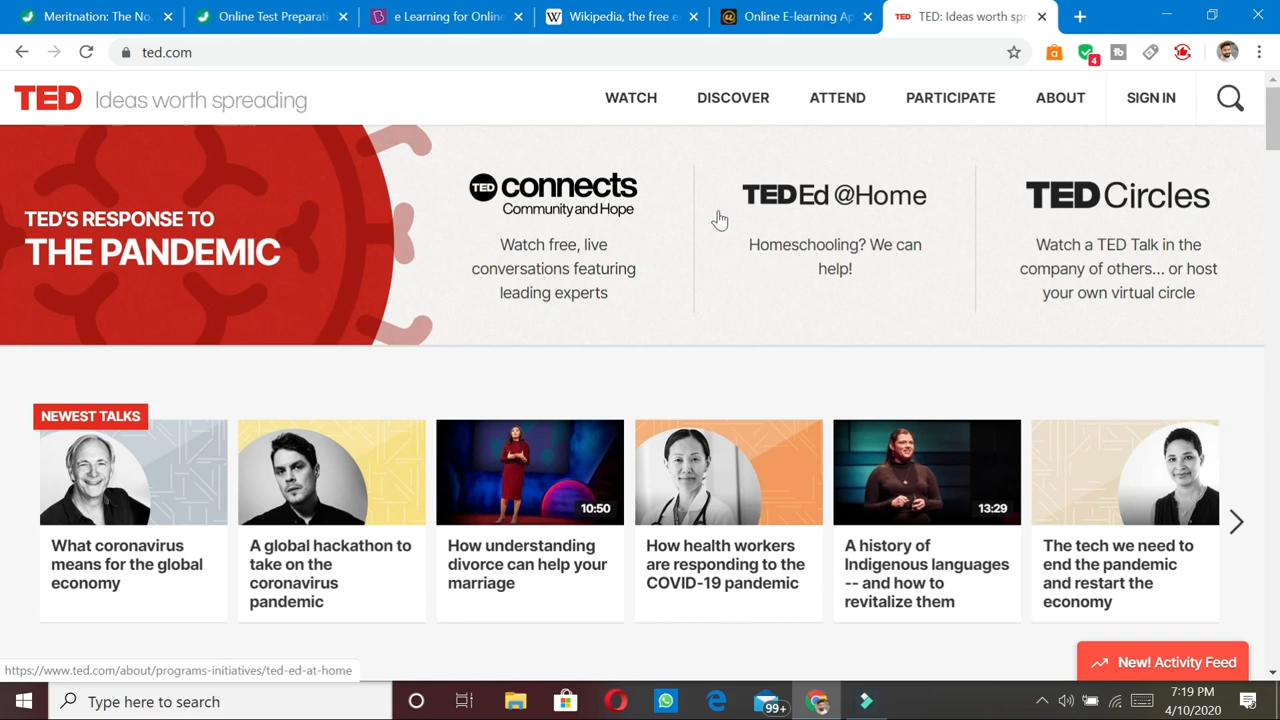 Meritnation: The No.
Online Test Preparati
e Learning for Online
Wikipedia, the free e
Online E-learning Ap
TED: Ideas worth spr
ted.com
4
TED Ideas worth spreading
WATCH
DISCOVER
ATTEND
PARTICIPATE
ABOUT
SIGN IN
TED'S RESPONSE TO
THE PANDEMIC
TED connects
Community and Hope
Watch free, live
conversations featuring
leading experts
TEDEd @Home
Homeschooling? We can
help!
TED Circles
Watch a TED Talk in the
company of others... or host
your own virtual circle
NEWEST TALKS
What coronavirus
means for the global
economy
A global hackathon to
take on the
coronavirus
pandemic
10:50
How understanding
divorce can help your
marriage
How health workers
are responding to the
COVID-19 pandemic
13:29
A history of
Indigenous languages
-- and how to
revitalize them
The tech we need to
end the pandemic
and restart the
economy
https://www.ted.com/about/programs-initiatives/ted-ed-at-home
New! Activity Feed
Type here to search
99+
7:19 PM
4/10/2020